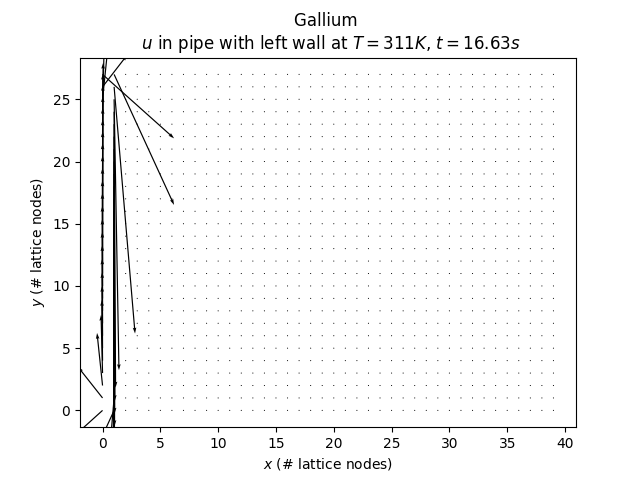 Gallium
u in pipe with left wall at T = 311K, t = 16.63s
25
20
15
10
5
0
y (# lattice nodes)
0 5 10 15 20 25 30 35 40
x (# lattice nodes)